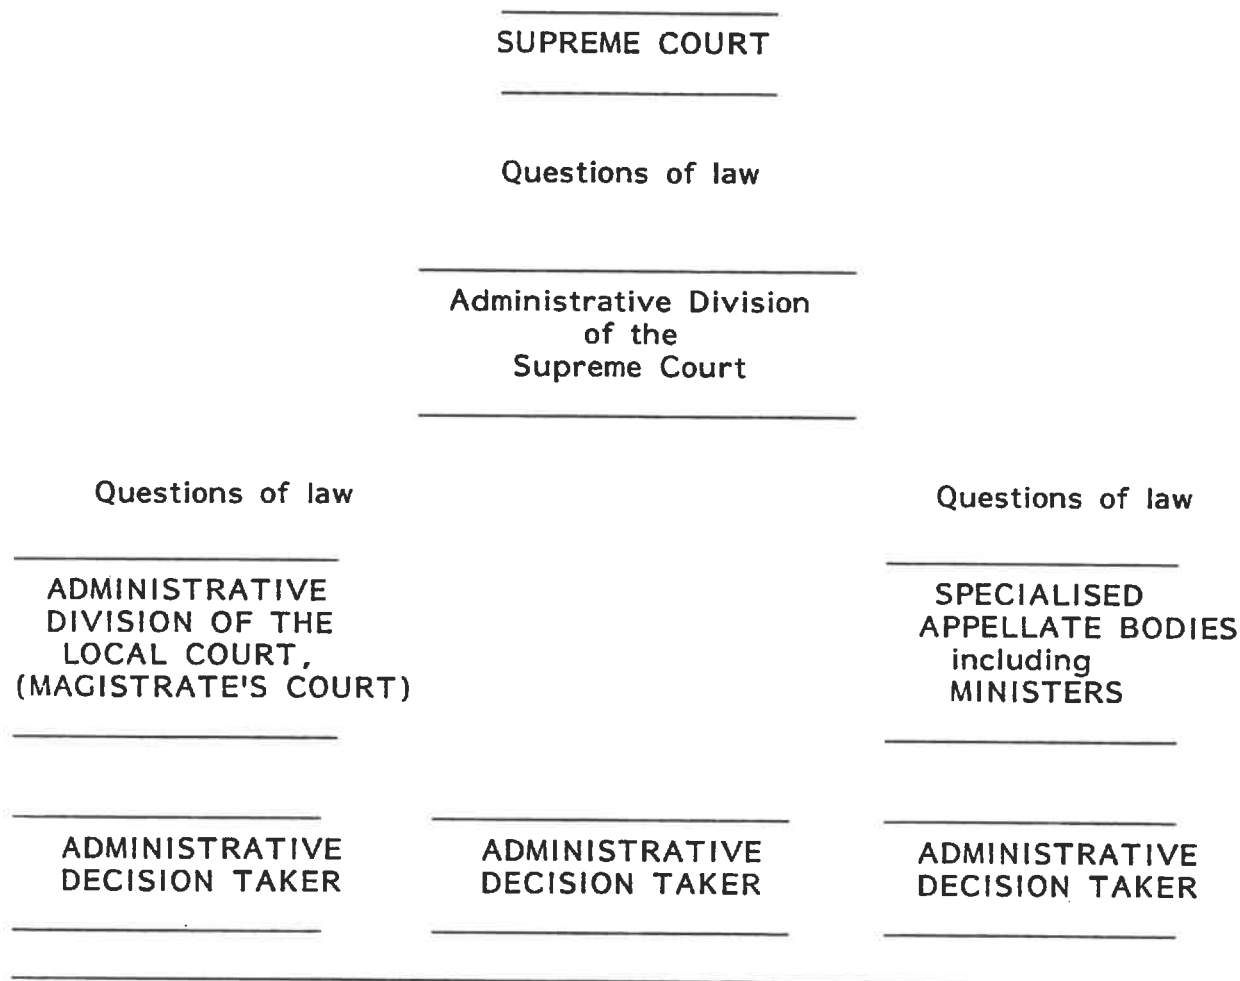 SUPREME COURT
Questions of law
Administrative Division
of the
Supreme Court
Questions of law
Questions of law
ADMINISTRATIVE
DIVISION OF THE
LOCAL COURT,
(MAGISTRATE'S COURT)
SPECIALISED
APPELLATE BODIES
including
MINISTERS
ADMINISTRATIVE
DECISION TAKER
ADMINISTRATIVE
DECISION TAKER
ADMINISTRATIVE
DECISION TAKER